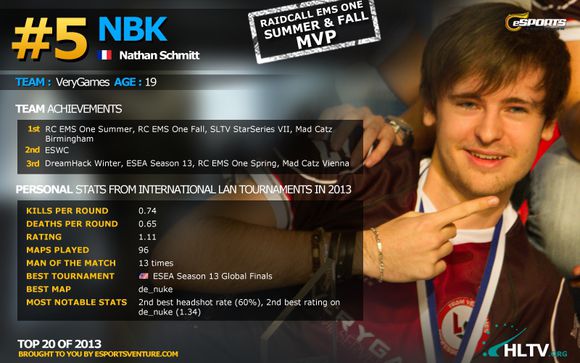 #5
NBK
Nathan Schmitt
RAIDCALL EMS ONE
SUMMER & FALL
MVP
eSPORTS
TEAM : VeryGames AGE : 19
TEAM ACHIEVEMENTS
1st RC EMS One Summer, RC EMS One Fall, SLTV StarSeries VII, Mad Catz
Birmingham
2nd ESWC
3rd DreamHack Winter, ESEA Season 13, RC EMS One Spring, Mad Catz Vienna
PERSONAL STATS FROM INTERNATIONAL LAN TOURNAMENTS IN 2013
KILLS PER ROUND 0.74
DEATHS PER ROUND 0.65
RATING 1.11
MAPS PLAYED 96
MAN OF THE MATCH 13 times
BEST TOURNAMENT ESEA Season 13 Global Finals
BEST MAP de_nuke
MOST NOTABLE STATS 2nd best headshot rate (60%), 2nd best rating on
de_nuke (1.34)
TOP 20 OF 2013
BROUGHT TO YOU BY ESPORTSVENTURE.COM
HLTV.ORG